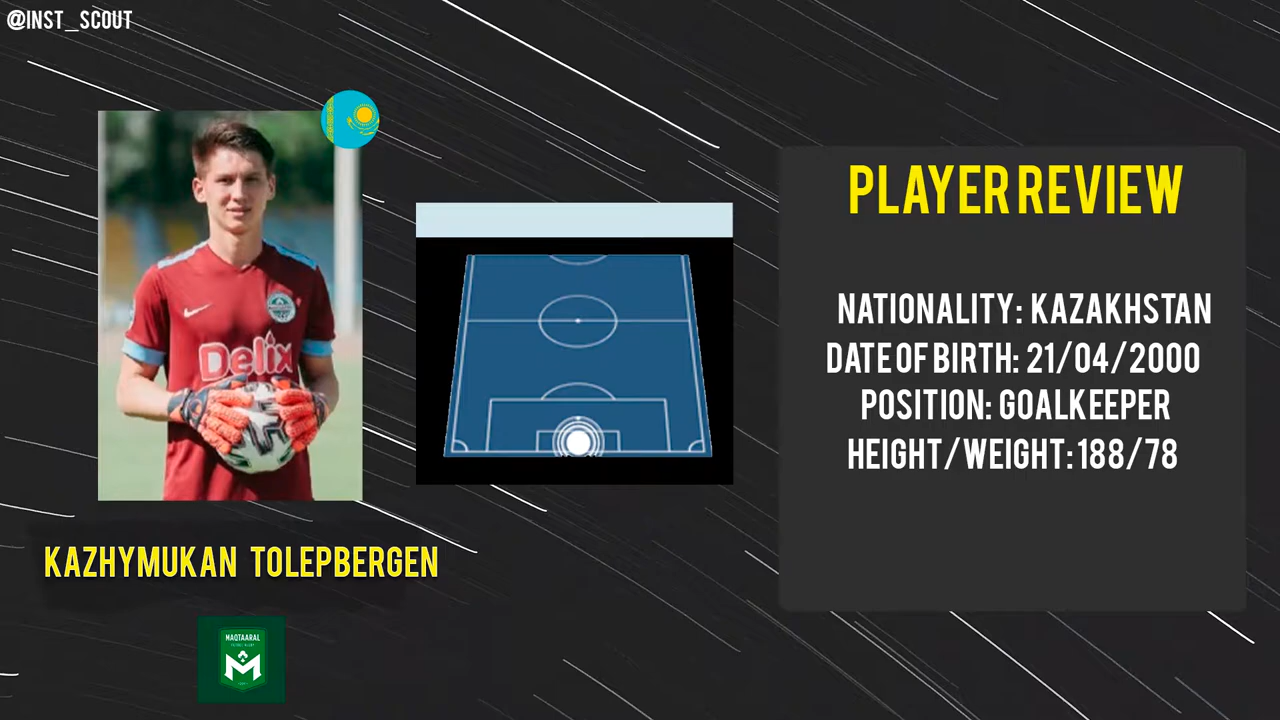 @INST_SCOUT
PLAYER REVIEW
NATIONALITY: KAZAKHSTAN
DATE OF BIRTH: 21/04/2000
POSITION: GOALKEEPER
HEIGHT/WEIGHT: 188/78
Delix
KAZHYMUKAN TOLEPBERGEN
MAQTAARAL
M